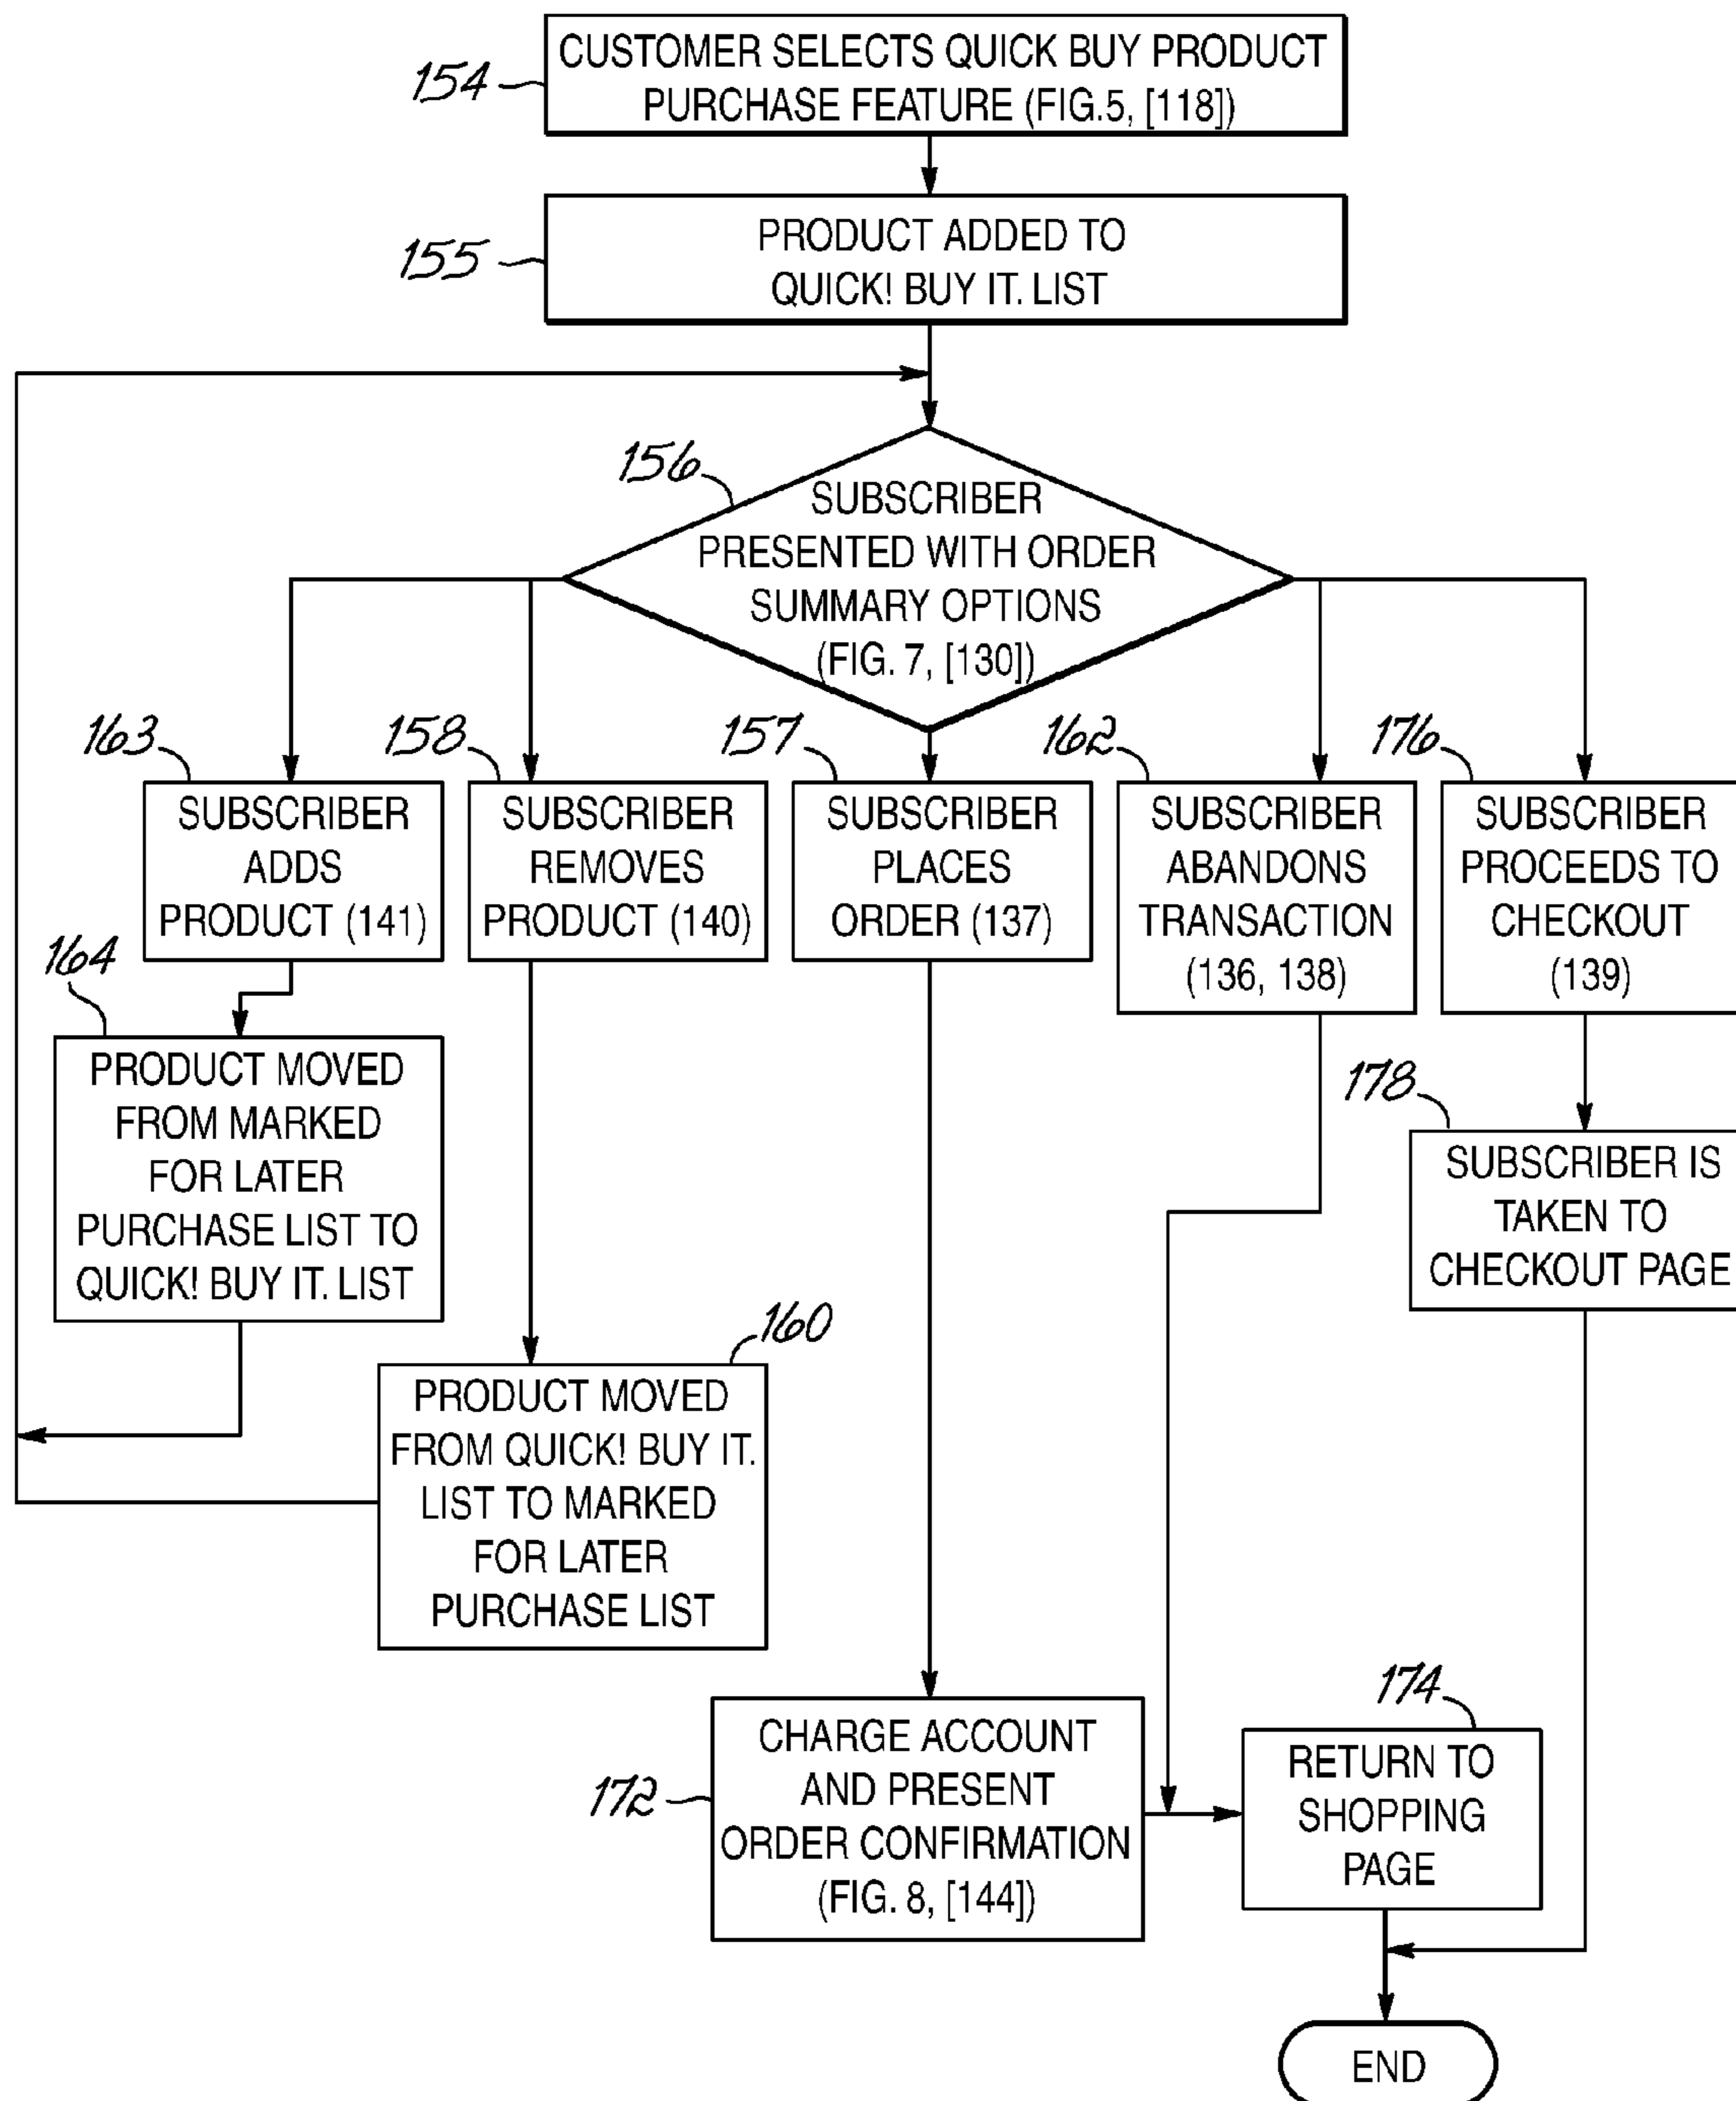 154
CUSTOMER SELECTS QUICK BUY PRODUCT
PURCHASE FEATURE (FIG.5, [118])
155
PRODUCT ADDED TO
QUICK! BUY IT. LIST
156
SUBSCRIBER
PRESENTED WITH ORDER
SUMMARY OPTIONS
(FIG. 7, [130])
163
SUBSCRIBER
ADDS
PRODUCT (141)
158
SUBSCRIBER
REMOVES
PRODUCT (140)
157
SUBSCRIBER
PLACES
ORDER (137)
162
SUBSCRIBER
ABANDONS
TRANSACTION
(136, 138)
176
SUBSCRIBER
PROCEEDS TO
CHECKOUT
(139)
164
PRODUCT MOVED
FROM MARKED
FOR LATER
PURCHASE LIST TO
QUICK! BUY IT. LIST
178
SUBSCRIBER IS
TAKEN TO
CHECKOUT PAGE
160
PRODUCT MOVED
FROM QUICK! BUY IT.
LIST TO MARKED
FOR LATER
PURCHASE LIST
172
CHARGE ACCOUNT
AND PRESENT
ORDER CONFIRMATION
(FIG. 8, [144])
174
RETURN TO
SHOPPING
PAGE
END